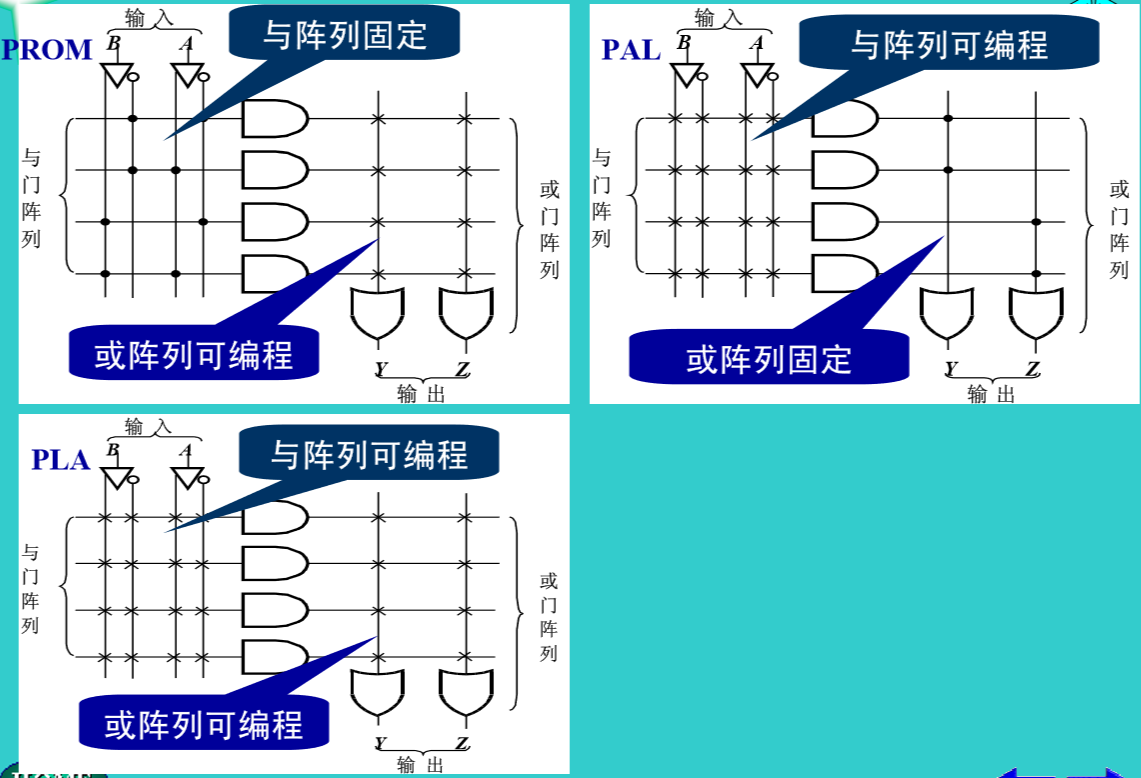 输 入
PROM
B
A
与阵列固定
与门阵列
或门阵列
或阵列可编程
Y
Z
输 出
输 入
PAL
B
A
与阵列可编程
与门阵列
或门阵列
或阵列固定
Y
Z
输 出
输 入
PLA
B
A
与阵列可编程
与门阵列
或门阵列
或阵列可编程
Y
Z
输 出